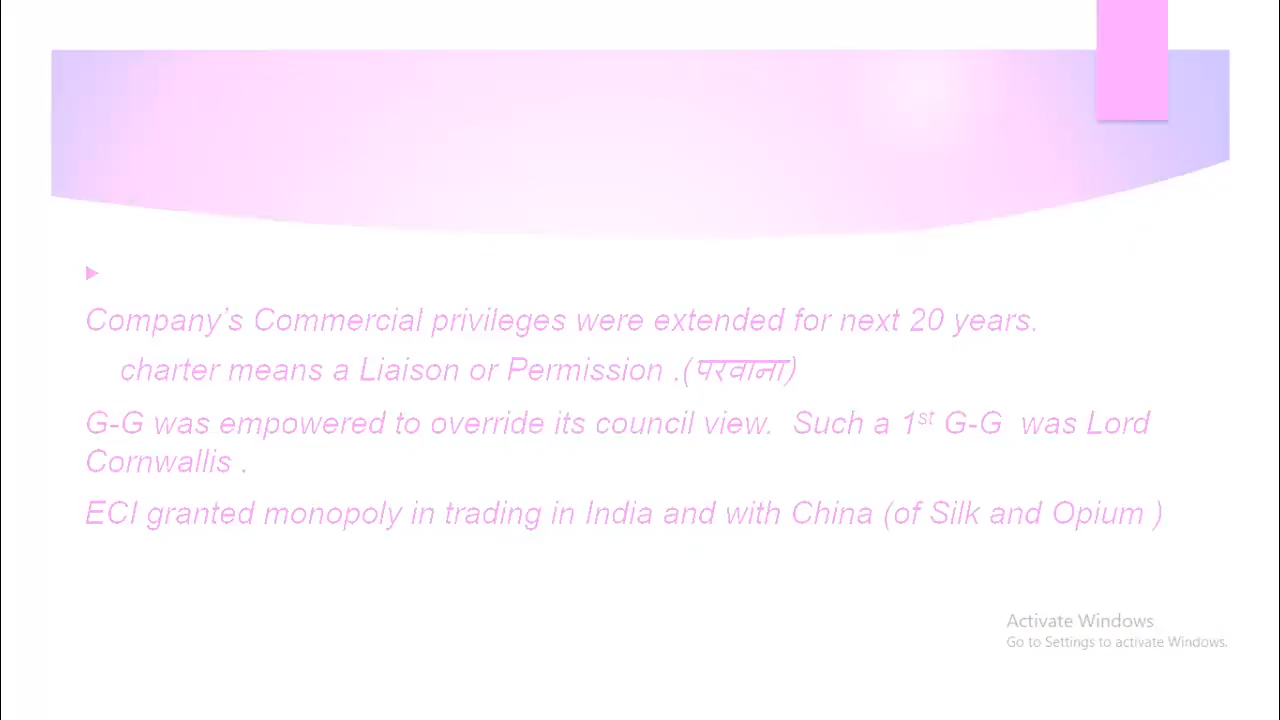 Company's Commercial privileges were extended for next 20 years.
charter means a Liaison or Permission .(परवाना)
G-G was empowered to override its council view. Such a 1st G-G was Lord
Cornwallis .
ECI granted monopoly in trading in India and with China (of Silk and Opium )
Activate Windows
Go to Settings to activate Windows.